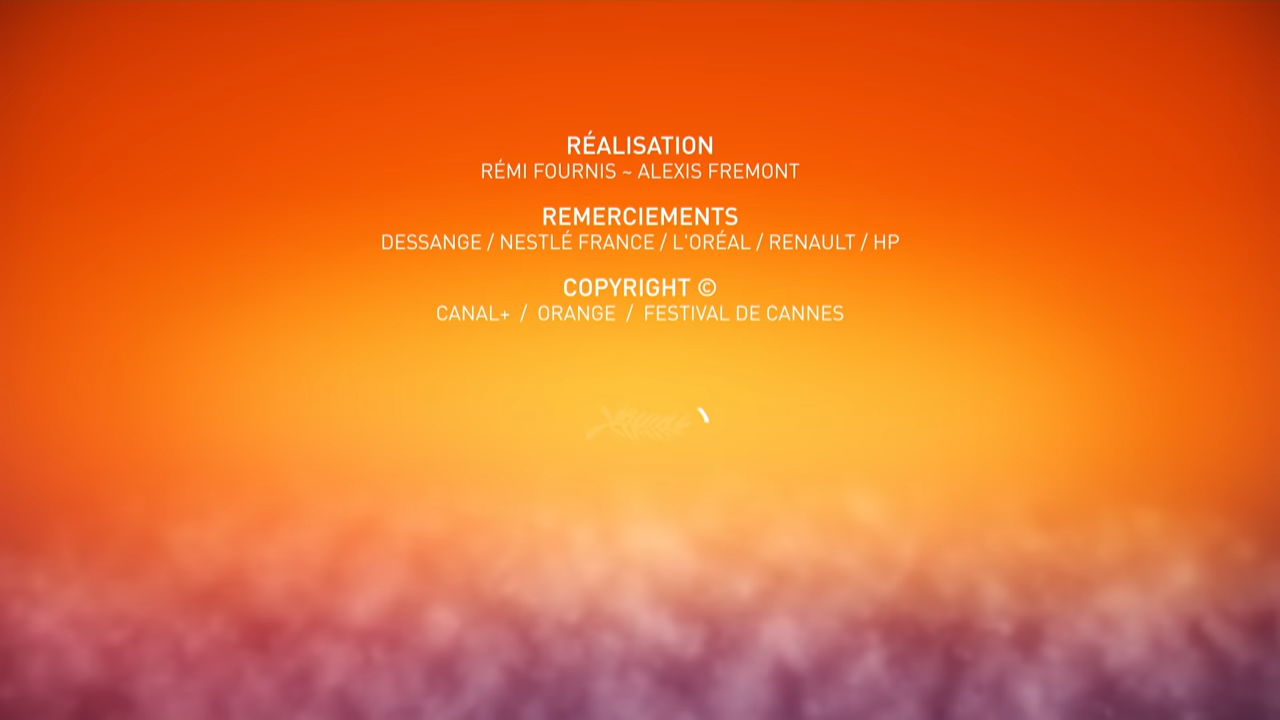 RÉALISATION
RÉMI FOURNIS ~ ALEXIS FREMONT
REMERCIEMENTS
DESSANGE / NESTLÉ FRANCE / L'ORÉAL / RENAULT / HP
COPYRIGHT ©
CANAL+ / ORANGE / FESTIVAL DE CANNES